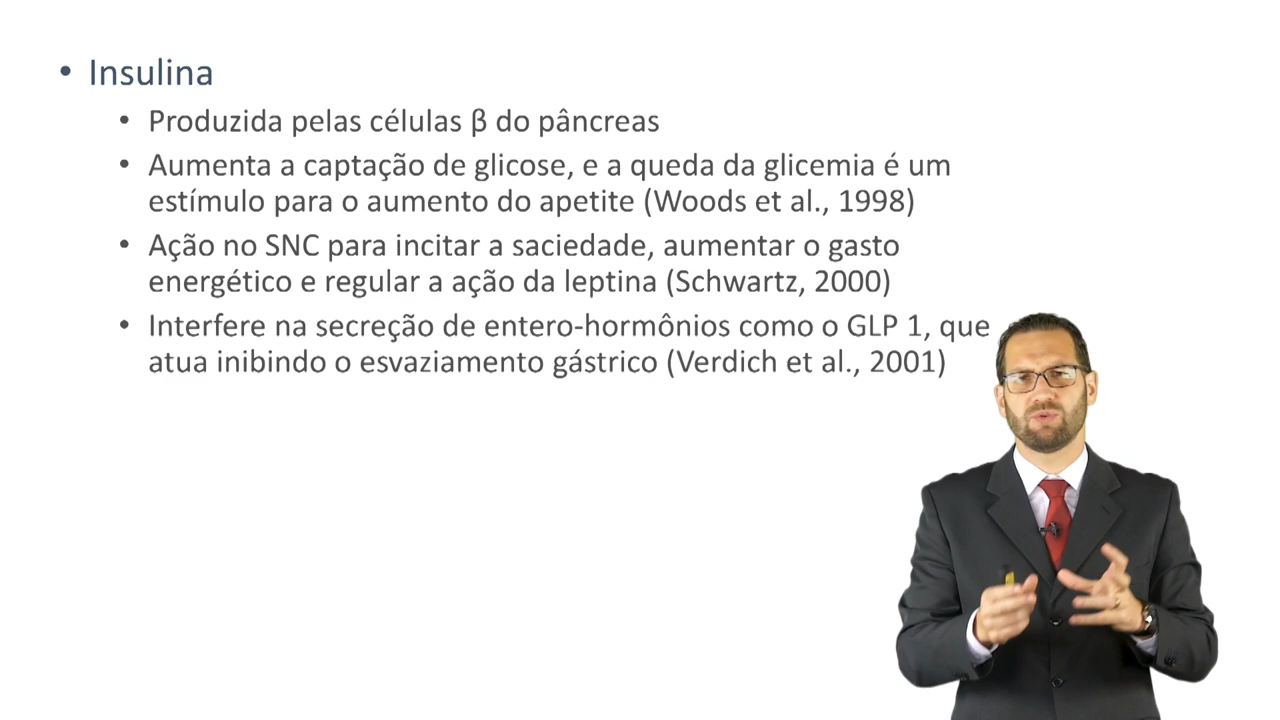 • Insulina
• Produzida pelas células β do pâncreas
• Aumenta a captação de glicose, e a queda da glicemia é um
estímulo para o aumento do apetite (Woods et al., 1998)
• Ação no SNC para incitar a saciedade, aumentar o gasto
energético e regular a ação da leptina (Schwartz, 2000)
• Interfere na secreção de entero-hormônios como o GLP 1, que
atua inibindo o esvaziamento gástrico (Verdich et al., 2001)